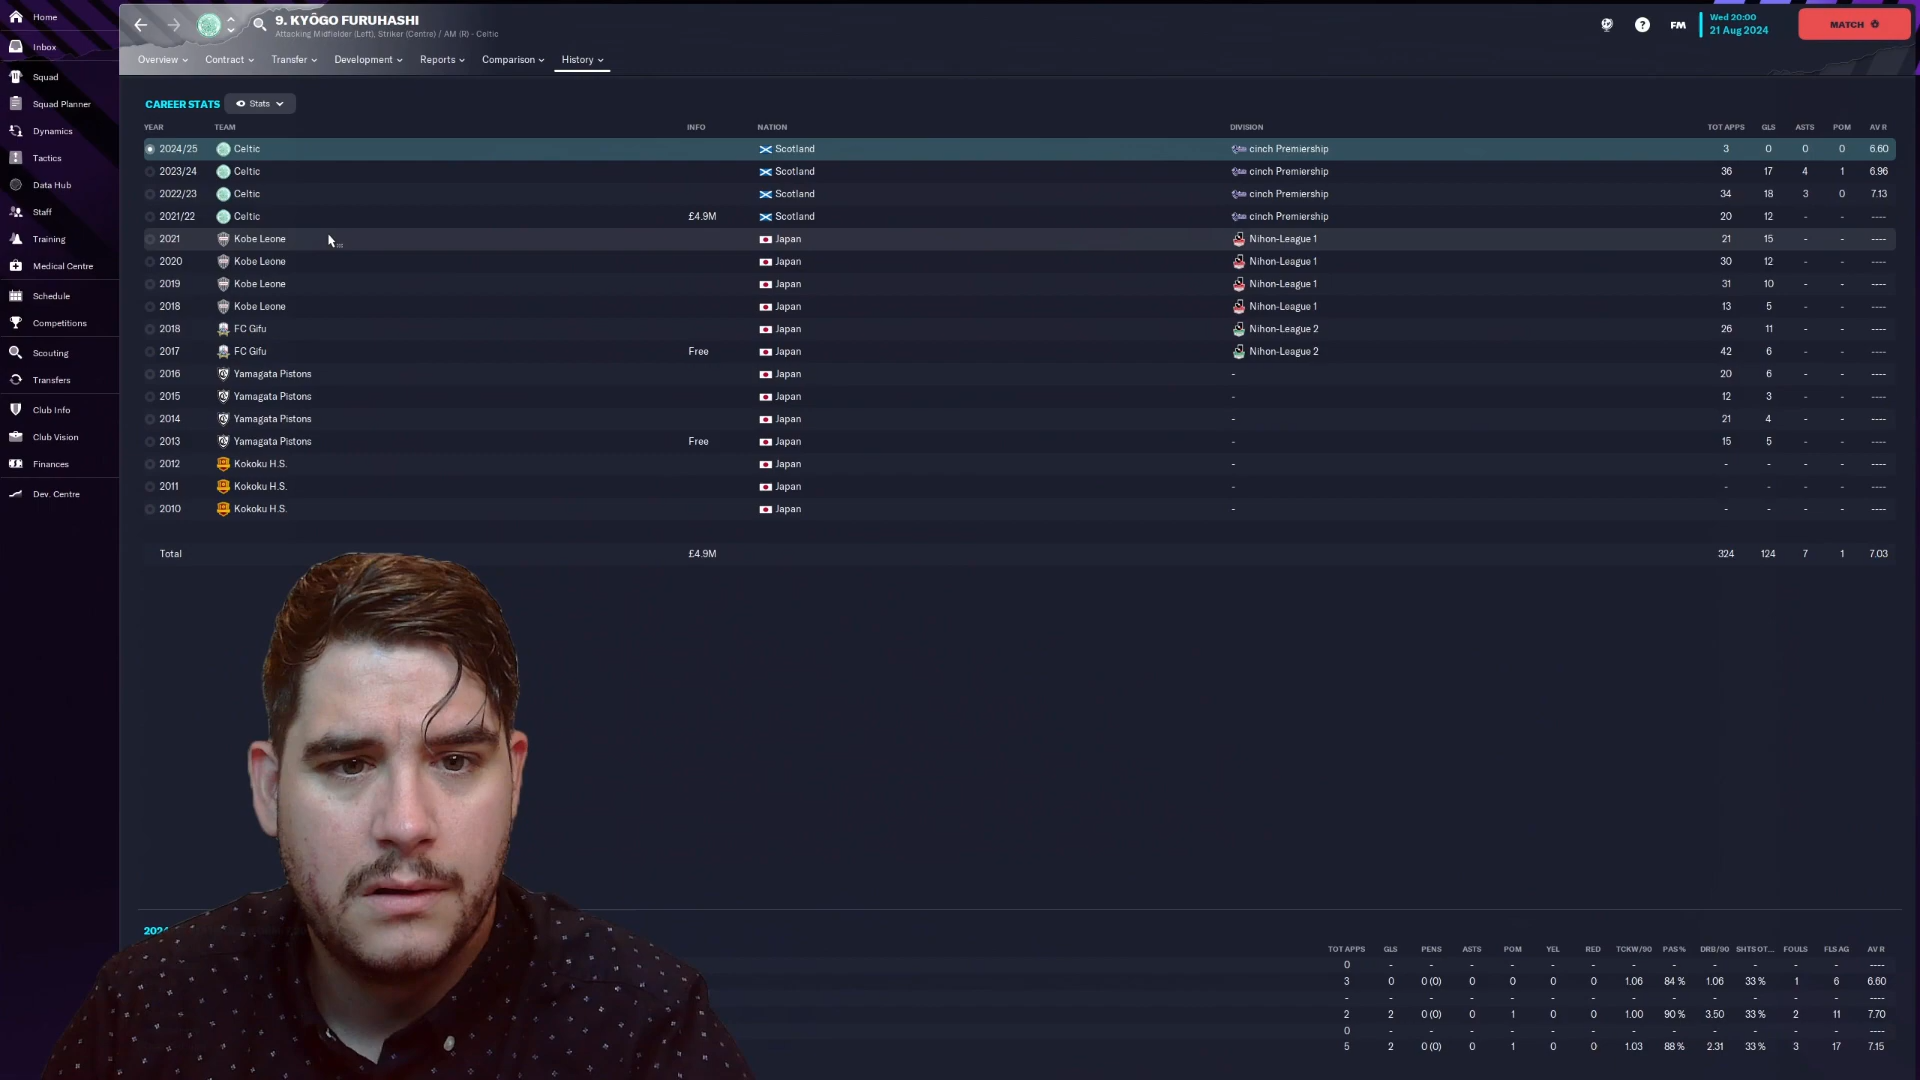 9. KYŌGO FURUHASHI
Attacking Midfielder (Left), Striker (Centre) / AM (R) - Celtic
FM
Wed 20:00
21 Aug 2024
MATCH
Home
Inbox
Squad
Squad Planner
Dynamics
Tactics
Data Hub
Staff
Training
Medical Centre
Schedule
Competitions
Scouting
Transfers
Club Info
Club Vision
Finances
Dev. Centre
Overview Contract Transfer Development Reports Comparison History
CAREER STATS Stats
YEAR TEAM INFO NATION DIVISION TOT APPS GLS ASTS POM AV R
2024/25 Celtic Scotland cinch Premiership 3 0 0 0 6.60
2023/24 Celtic Scotland cinch Premiership 36 17 4 1 6.96
2022/23 Celtic Scotland cinch Premiership 34 18 3 0 7.13
2021/22 Celtic £4.9M Scotland cinch Premiership 20 12 - - ----
2021 Kobe Leone Japan Nihon-League 1 21 15 - - ----
2020 Kobe Leone Japan Nihon-League 1 30 12 - - ----
2019 Kobe Leone Japan Nihon-League 1 31 10 - - ----
2018 Kobe Leone Japan Nihon-League 1 13 5 - - ----
2018 FC Gifu Japan Nihon-League 2 26 11 - - ----
2017 FC Gifu Free Japan Nihon-League 2 42 6 - - ----
2016 Yamagata Pistons Japan - 20 6 - - ----
2015 Yamagata Pistons Japan - 12 3 - - ----
2014 Yamagata Pistons Japan - 21 4 - - ----
2013 Yamagata Pistons Free Japan - 15 5 - - ----
2012 Kokoku H.S. Japan - - - - - ----
2011 Kokoku H.S. Japan - - - - - ----
2010 Kokoku H.S. Japan - - - - - ----
Total £4.9M 324 124 7 1 7.03
TOT APPS GLS PENS ASTS POM YEL RED TCKW/90 PAS % DRB/90 SHTS OT... FOULS FLS AG AV R
0 - - - - - - - - - - - - ----
3 0 0 (0) 0 0 0 0 1.06 84 % 1.06 33 % 1 6 6.60
- - - - - - - - - - - - - ----
2 2 0 (0) 0 1 0 0 1.00 90 % 3.50 33 % 2 11 7.70
0 - - - - - - - - - - - - ----
5 2 0 (0) 0 1 0 0 1.03 88 % 2.31 33 % 3 17 7.15